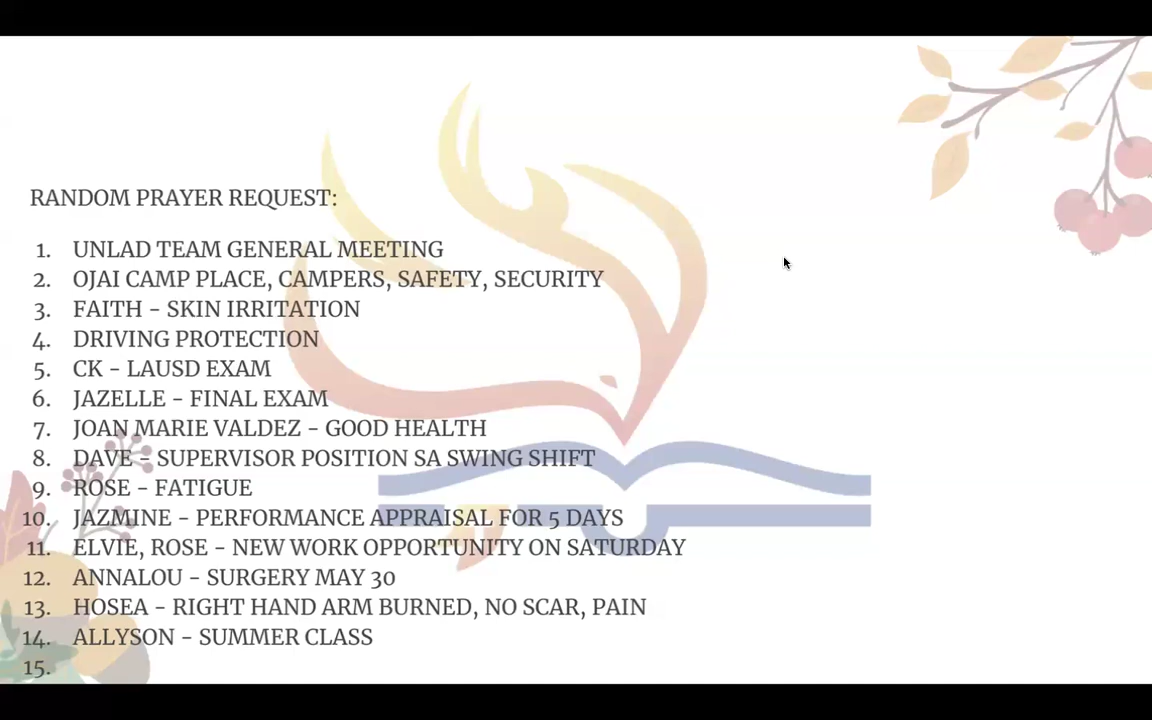 RANDOM PRAYER REQUEST:
1. UNLAD TEAM GENERAL MEETING
2. OJAI CAMP PLACE, CAMPERS, SAFETY, SECURITY
3. FAITH - SKIN IRRITATION
4. DRIVING PROTECTION
5. CK - LAUSD EXAM
6. JAZELLE - FINAL EXAM
7. JOAN MARIE VALDEZ - GOOD HEALTH
8. DAVE - SUPERVISOR POSITION SA SWING SHIFT
9. ROSE - FATIGUE
10. JAZMINE - PERFORMANCE APPRAISAL FOR 5 DAYS
11. ELVIE, ROSE - NEW WORK OPPORTUNITY ON SATURDAY
12. ANNALOU - SURGERY MAY 30
13. HOSEA - RIGHT HAND ARM BURNED, NO SCAR, PAIN
14. ALLYSON - SUMMER CLASS
15.